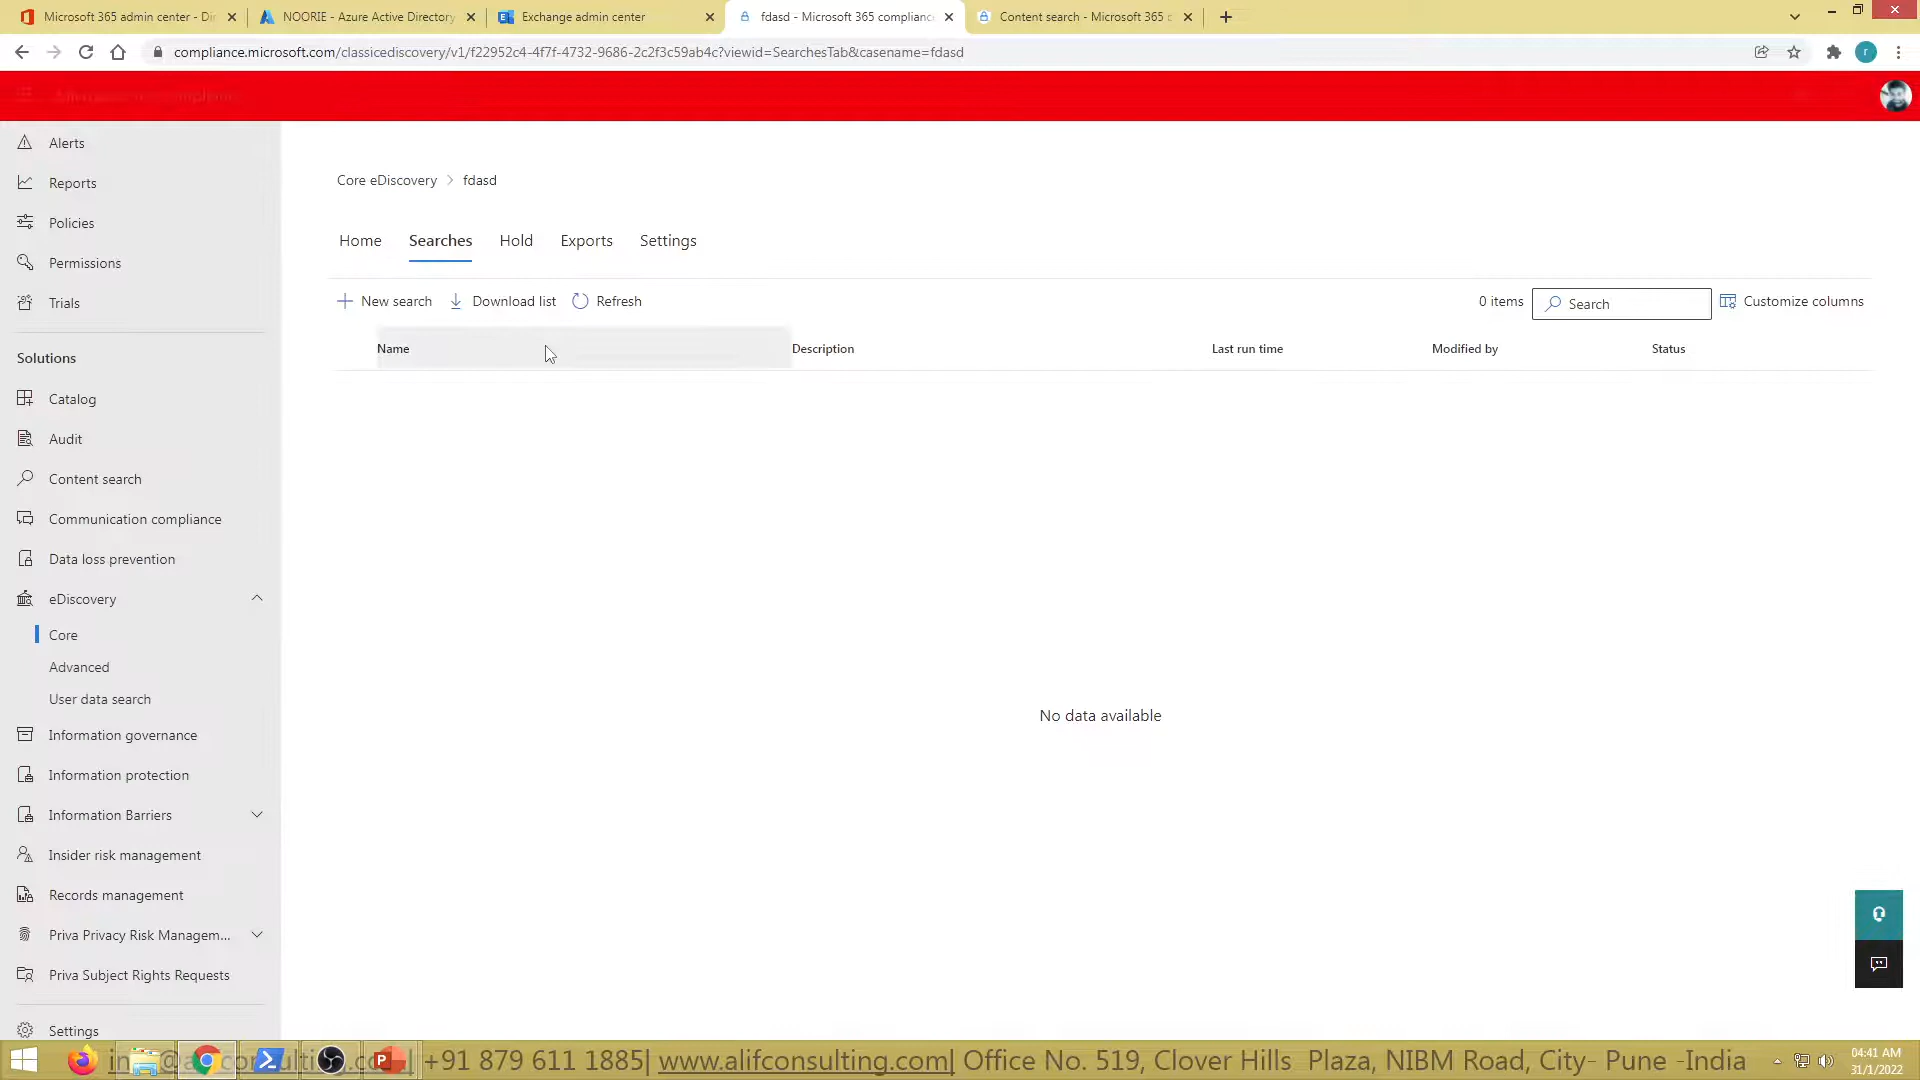 Microsoft 365 admin center - Di
NOORIE - Azure Active Directory
Exchange admin center
fdasd - Microsoft 365 compliance
Content search - Microsoft 365 c
compliance.microsoft.com/classicediscovery/v1/f22952c4-4f7f-4732-9686-2c2f3c59ab4c?viewid=SearchesTab&casename=fdasd
r
Alerts
Reports
Policies
Permissions
Trials
Solutions
Catalog
Audit
Content search
Communication compliance
Data loss prevention
eDiscovery
Core
Advanced
User data search
Information governance
Information protection
Information Barriers
Insider risk management
Records management
Priva Privacy Risk Managem...
Priva Subject Rights Requests
Settings
Core eDiscovery > fdasd
Home Searches Hold Exports Settings
New search Download list Refresh
0 items Search Customize columns
Name Description Last run time Modified by Status
No data available
+91 879 611 1885| www.alifconsulting.com| Office No. 519, Clover Hills Plaza, NIBM Road, City- Pune -India
04:41 AM
31/1/2022